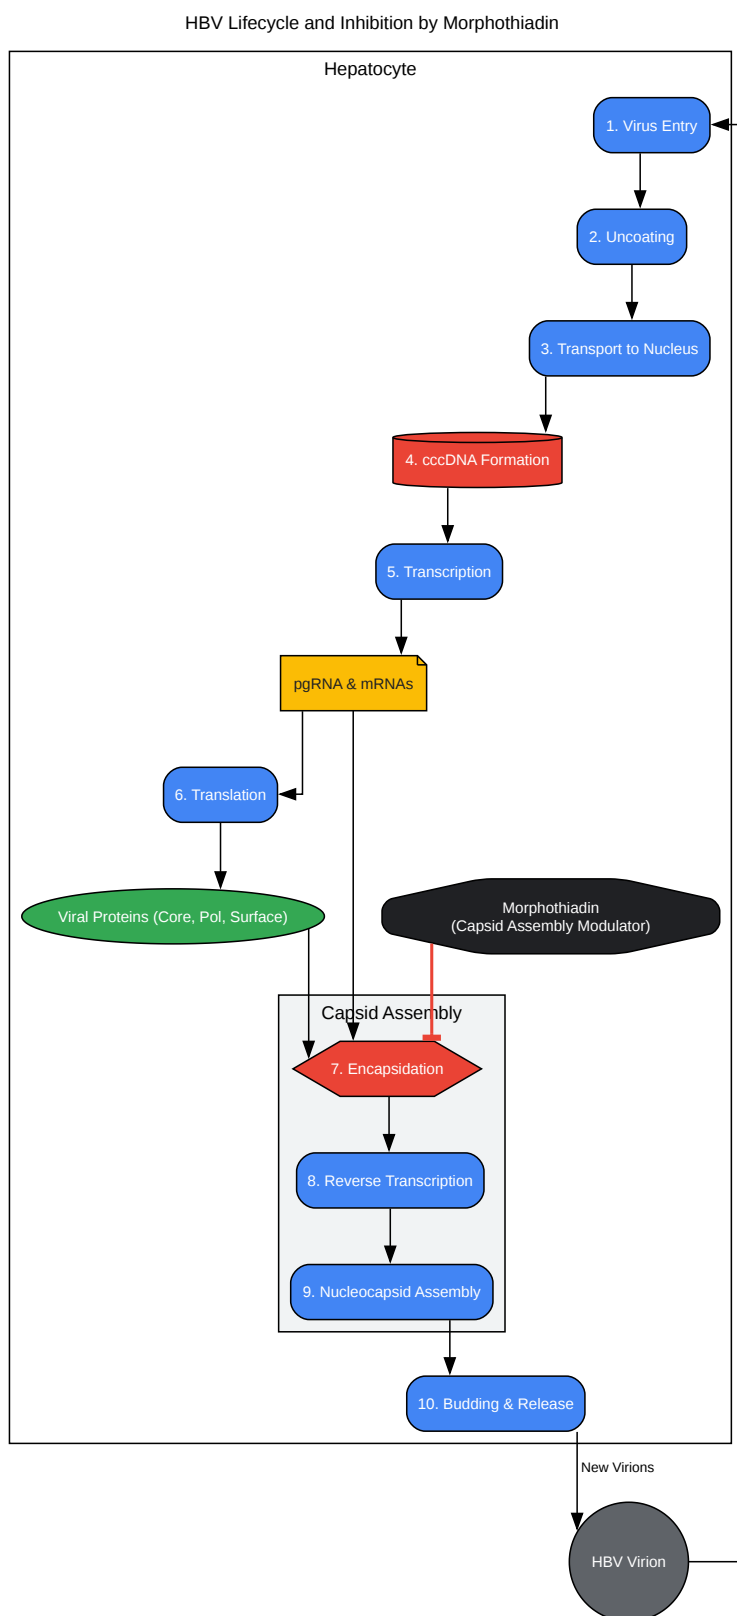 HBV Lifecycle and Inhibition by Morphothiadin
Hepatocyte
1. Virus Entry
2. Uncoating
3. Transport to Nucleus
4. cccDNA Formation
5. Transcription
pgRNA & mRNAs
6. Translation
Viral Proteins (Core, Pol, Surface)
Morphothiadin
(Capsid Assembly Modulator)
Capsid Assembly
7. Encapsidation
8. Reverse Transcription
9. Nucleocapsid Assembly
10. Budding & Release
New Virions
HBV Virion